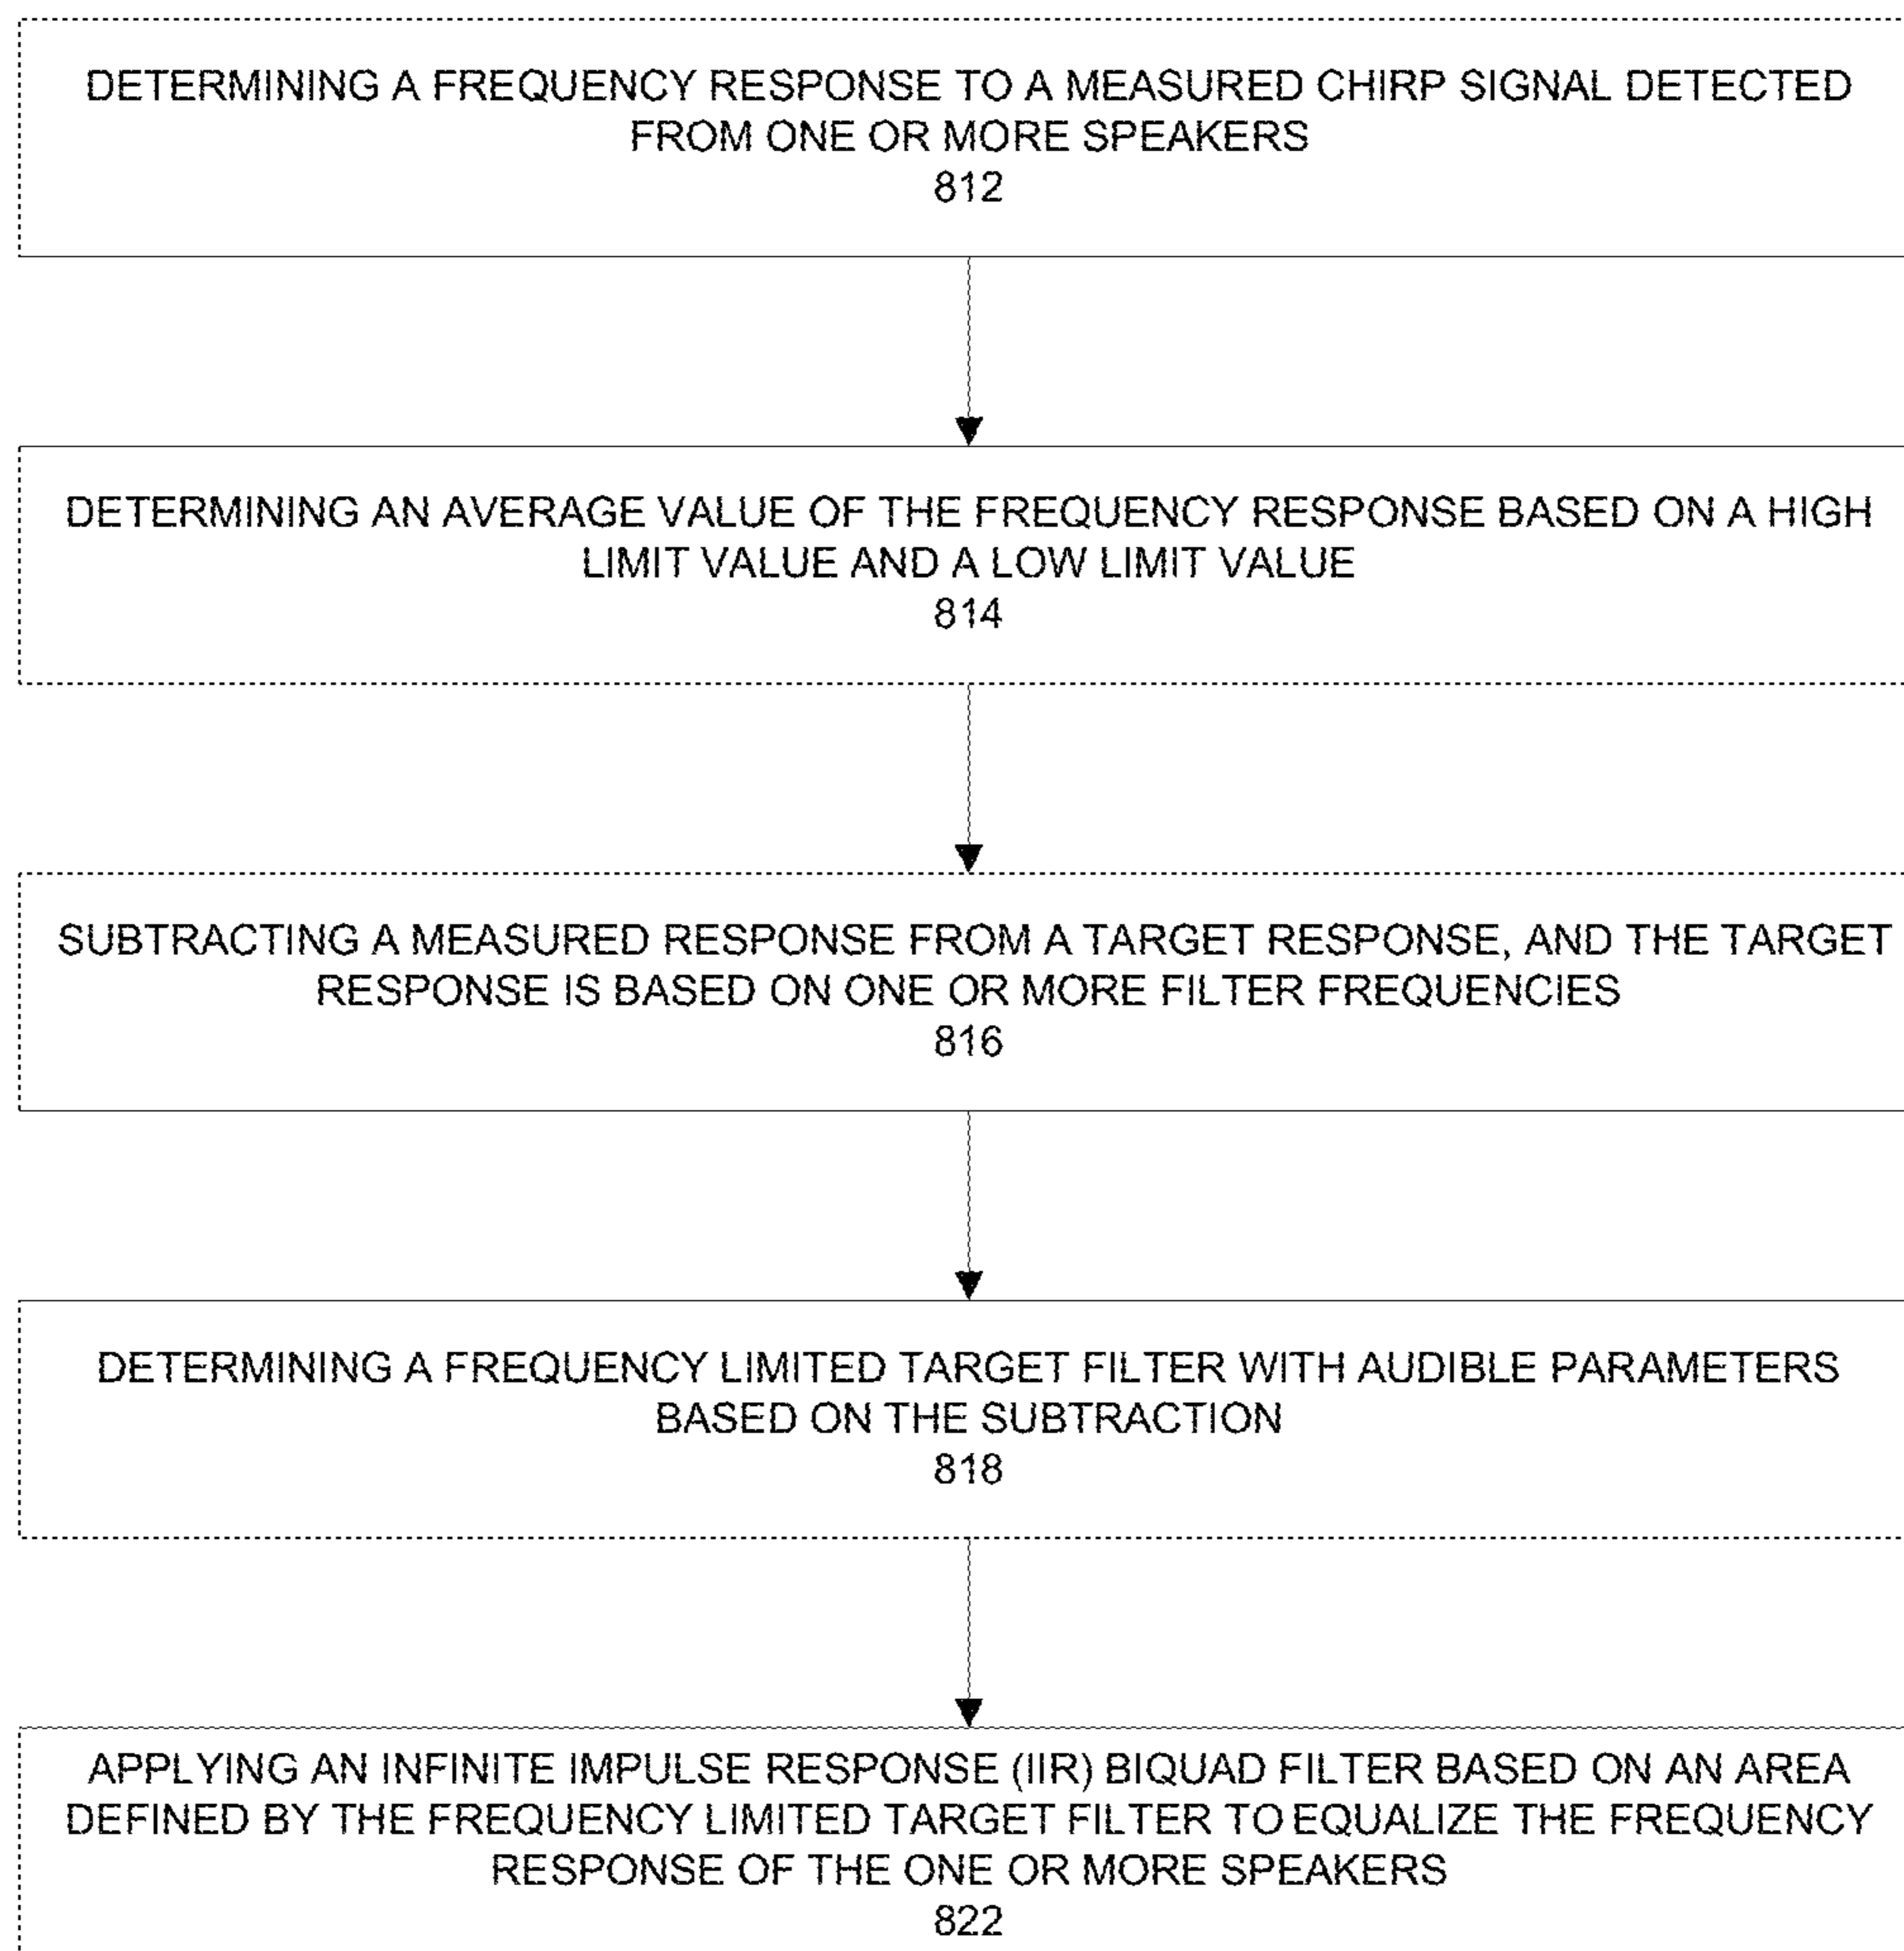 DETERMINING A FREQUENCY RESPONSE TO A MEASURED CHIRP SIGNAL DETECTED
FROM ONE OR MORE SPEAKERS
812
DETERMINING AN AVERAGE VALUE OF THE FREQUENCY RESPONSE BASED ON A HIGH
LIMIT VALUE AND A LOW LIMIT VALUE
814
SUBTRACTING A MEASURED RESPONSE FROM A TARGET RESPONSE, AND THE TARGET
RESPONSE IS BASED ON ONE OR MORE FILTER FREQUENCIES
816
DETERMINING A FREQUENCY LIMITED TARGET FILTER WITH AUDIBLE PARAMETERS
BASED ON THE SUBTRACTION
818
APPLYING AN INFINITE IMPULSE RESPONSE (IIR) BIQUAD FILTER BASED ON AN AREA
DEFINED BY THE FREQUENCY LIMITED TARGET FILTER TO EQUALIZE THE FREQUENCY
RESPONSE OF THE ONE OR MORE SPEAKERS
822